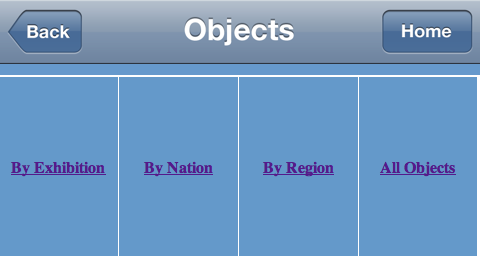 Back
Objects
Home
By Exhibition
By Nation
By Region
All Objects